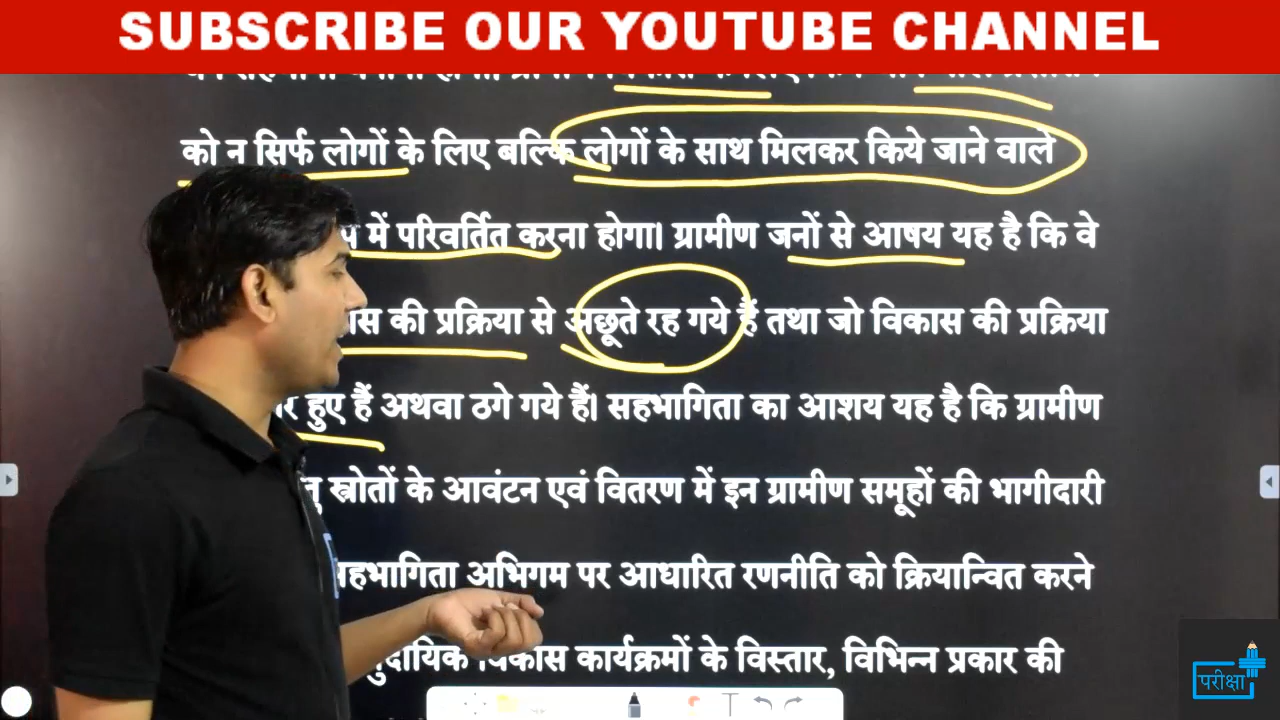 SUBSCRIBE OUR YOUTUBE CHANNEL
को न सिर्फ लोगों के लिए बल्कि लोगों के साथ मिलकर किये जाने वाले
में परिवर्तित करना होगा। ग्रामीण जनों से आषय यह है कि वे
की प्रक्रिया से अछूते रह गये हैं तथा जो विकास की प्रक्रिया
हुए हैं अथवा ठगे गये हैं। सहभागिता का आशय यह है कि ग्रामीण
स्त्रोतों के आवंटन एवं वितरण में इन ग्रामीण समूहों की भागीदारी
सहभागिता अभिगम पर आधारित रणनीति को क्रियान्वित करने
विकास कार्यक्रमों के विस्तार, विभिन्न प्रकार की
परीक्षा